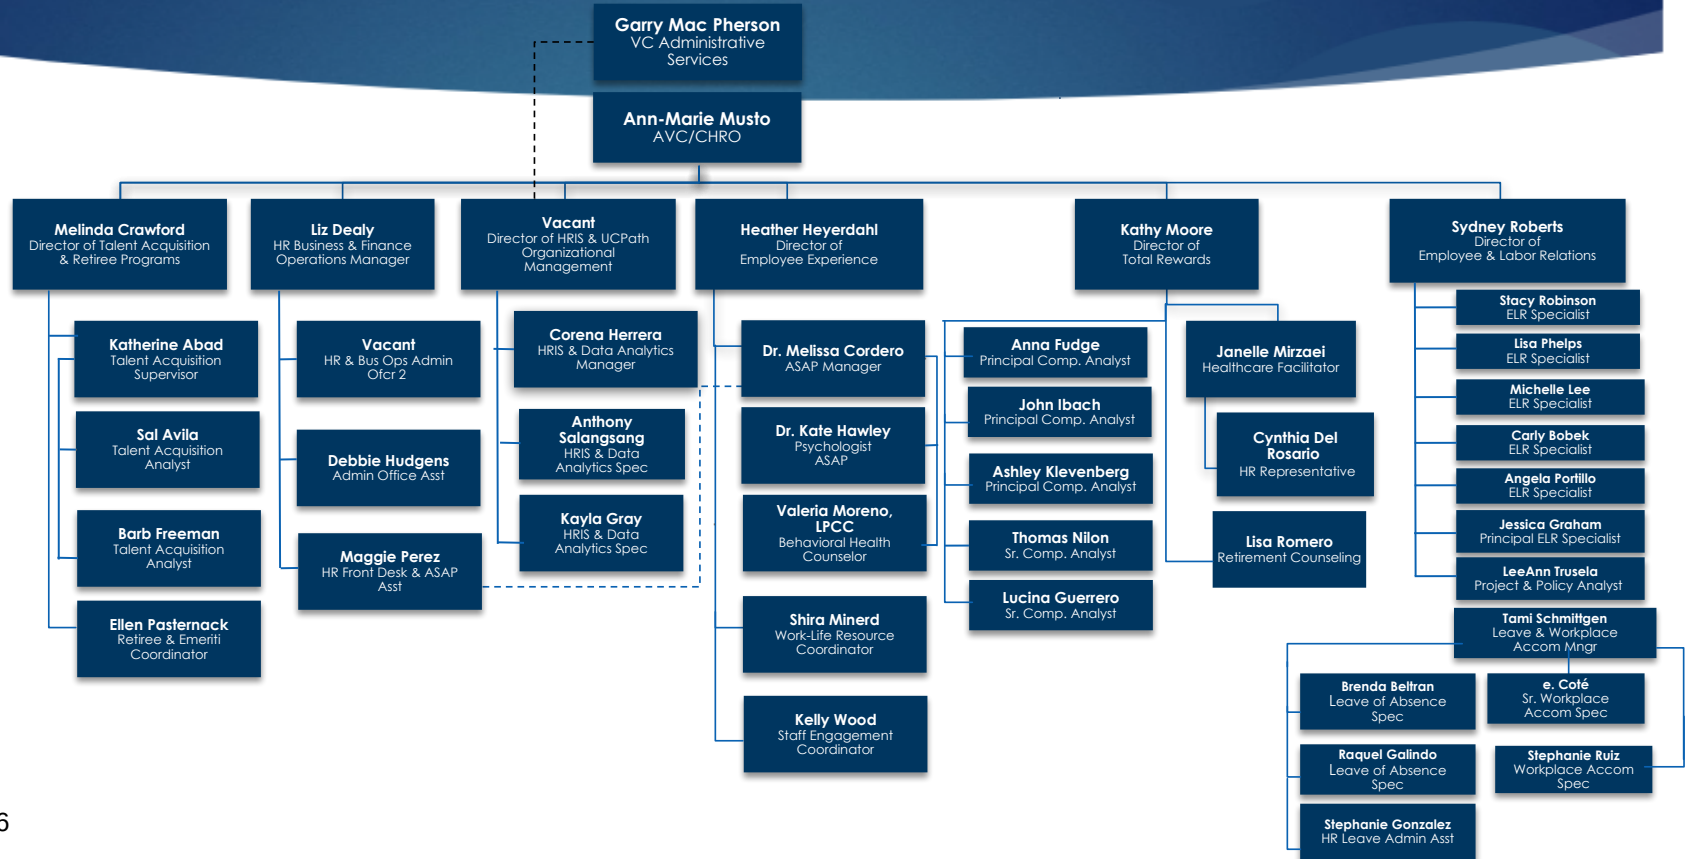 Garry Mac Pherson
VC Administrative
Services
Ann-Marie Musto
AVC/CHRO
Melinda Crawford
Director of Talent Acquisition
& Retiree Programs
Liz Dealy
HR Business & Finance
Operations Manager
Vacant
Director of HRIS & UCPath
Organizational
Management
Heather Heyerdahl
Director of
Employee Experience
Kathy Moore
Director of
Total Rewards
Sydney Roberts
Director of
Employee & Labor Relations
Katherine Abad
Talent Acquisition
Supervisor
Sal Avila
Talent Acquisition
Analyst
Barb Freeman
Talent Acquisition
Analyst
Ellen Pasternack
Retiree & Emeriti
Coordinator
Vacant
HR & Bus Ops Admin
Ofcr 2
Debbie Hudgens
Admin Office Asst
Maggie Perez
HR Front Desk & ASAP
Asst
Corena Herrera
HRIS & Data Analytics
Manager
Anthony
Salangsang
HRIS & Data
Analytics Spec
Kayla Gray
HRIS & Data
Analytics Spec
Dr. Melissa Cordero
ASAP Manager
Dr. Kate Hawley
Psychologist
ASAP
Valeria Moreno,
LPCC
Behavioral Health
Counselor
Shira Minerd
Work-Life Resource
Coordinator
Kelly Wood
Staff Engagement
Coordinator
Anna Fudge
Principal Comp. Analyst
John Ibach
Principal Comp. Analyst
Ashley Klevenberg
Principal Comp. Analyst
Thomas Nilon
Sr. Comp. Analyst
Lucina Guerrero
Sr. Comp. Analyst
Janelle Mirzaei
Healthcare Facilitator
Cynthia Del
Rosario
HR Representative
Lisa Romero
Retirement Counseling
Stacy Robinson
ELR Specialist
Lisa Phelps
ELR Specialist
Michelle Lee
ELR Specialist
Carly Bobek
ELR Specialist
Angela Portillo
ELR Specialist
Jessica Graham
Principal ELR Specialist
LeeAnn Trusela
Project & Policy Analyst
Tami Schmittgen
Leave & Workplace
Accom Mngr
Brenda Beltran
Leave of Absence
Spec
Raquel Galindo
Leave of Absence
Spec
Stephanie Gonzalez
HR Leave Admin Asst
e. Coté
Sr. Workplace
Accom Spec
Stephanie Ruiz
Workplace Accom
Spec
6